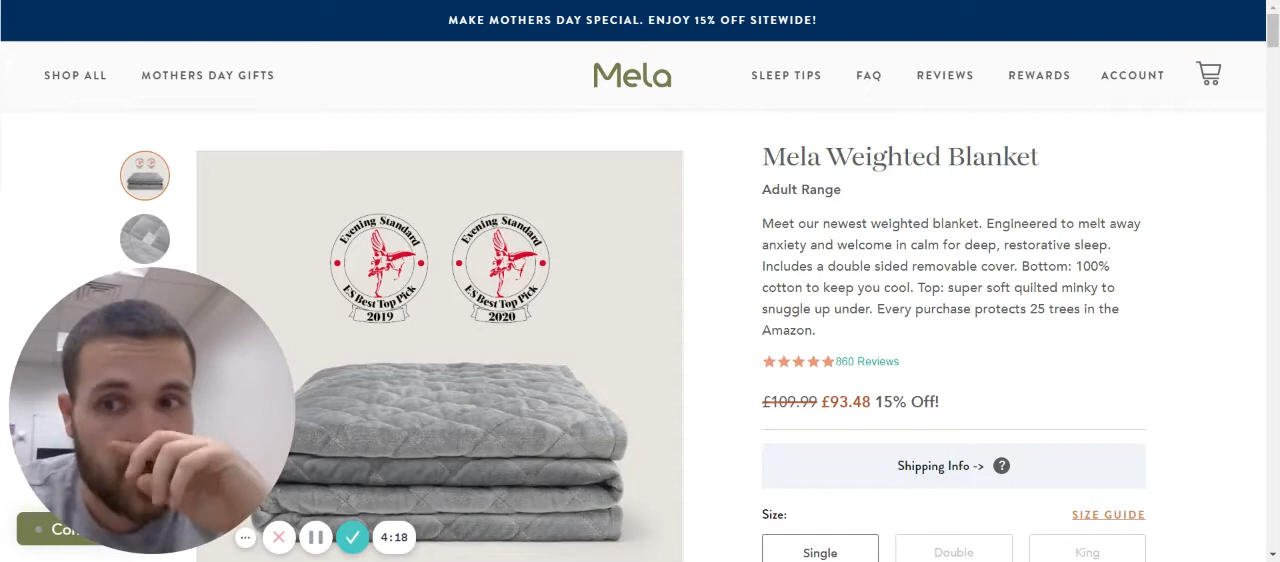 MAKE MOTHERS DAY SPECIAL. ENJOY 15% OFF SITEWIDE!
SHOP ALL
MOTHERS DAY GIFTS
Mela
SLEEP TIPS
FAQ
REVIEWS
REWARDS
ACCOUNT
Evening Standard
ES Best Top Pick
2019
Evening Standard
ES Best Top Pick
2020
Mela Weighted Blanket
Adult Range
Meet our newest weighted blanket. Engineered to melt away
anxiety and welcome in calm for deep, restorative sleep.
Includes a double sided removable cover. Bottom: 100%
cotton to keep you cool. Top: super soft quilted minky to
snuggle up under. Every purchase protects 25 trees in the
Amazon.
860 Reviews
£109.99 £93.48 15% Off!
Shipping Info -> ?
Size:
SIZE GUIDE
Single
Double
King
4:18